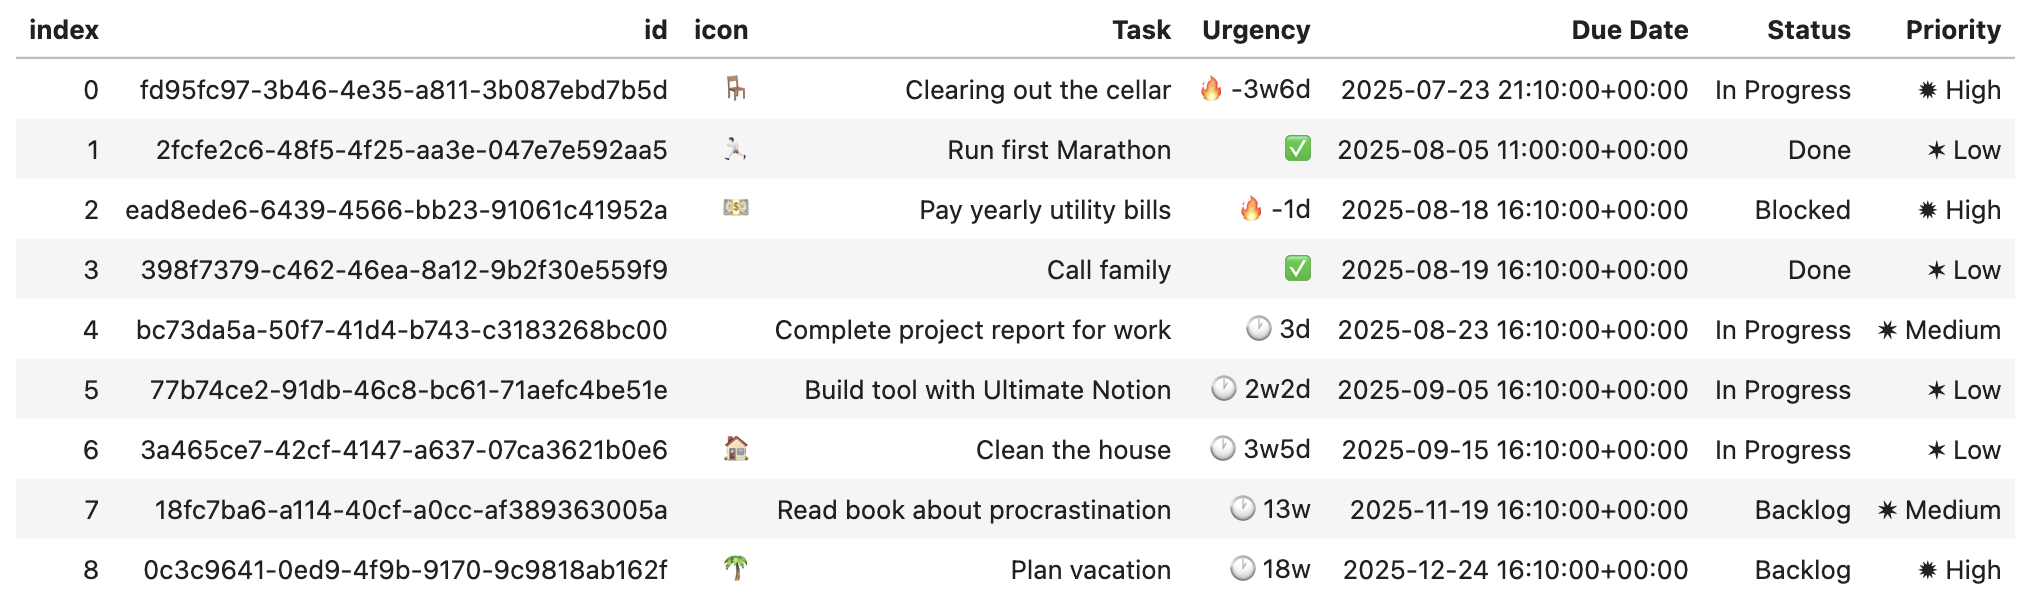 index id icon Task Urgency Due Date Status Priority
0 fd95fc97-3b46-4e35-a811-3b087ebd7b5d 🪑 Clearing out the cellar 🔥 -3w6d 2025-07-23 21:10:00+00:00 In Progress ✹ High
1 2fcfe2c6-48f5-4f25-aa3e-047e7e592aa5 🏃🏻 Run first Marathon ✅ 2025-08-05 11:00:00+00:00 Done ✶ Low
2 ead8ede6-6439-4566-bb23-91061c41952a 💵 Pay yearly utility bills 🔥 -1d 2025-08-18 16:10:00+00:00 Blocked ✹ High
3 398f7379-c462-46ea-8a12-9b2f30e559f9 Call family ✅ 2025-08-19 16:10:00+00:00 Done ✶ Low
4 bc73da5a-50f7-41d4-b743-c3183268bc00 Complete project report for work 🕐 3d 2025-08-23 16:10:00+00:00 In Progress ✷ Medium
5 77b74ce2-91db-46c8-bc61-71aefc4be51e Build tool with Ultimate Notion 🕐 2w2d 2025-09-05 16:10:00+00:00 In Progress ✶ Low
6 3a465ce7-42cf-4147-a637-07ca3621b0e6 🏠 Clean the house 🕐 3w5d 2025-09-15 16:10:00+00:00 In Progress ✶ Low
7 18fc7ba6-a114-40cf-a0cc-af389363005a Read book about procrastination 🕐 13w 2025-11-19 16:10:00+00:00 Backlog ✷ Medium
8 0c3c9641-0ed9-4f9b-9170-9c9818ab162f 🌴 Plan vacation 🕐 18w 2025-12-24 16:10:00+00:00 Backlog ✹ High